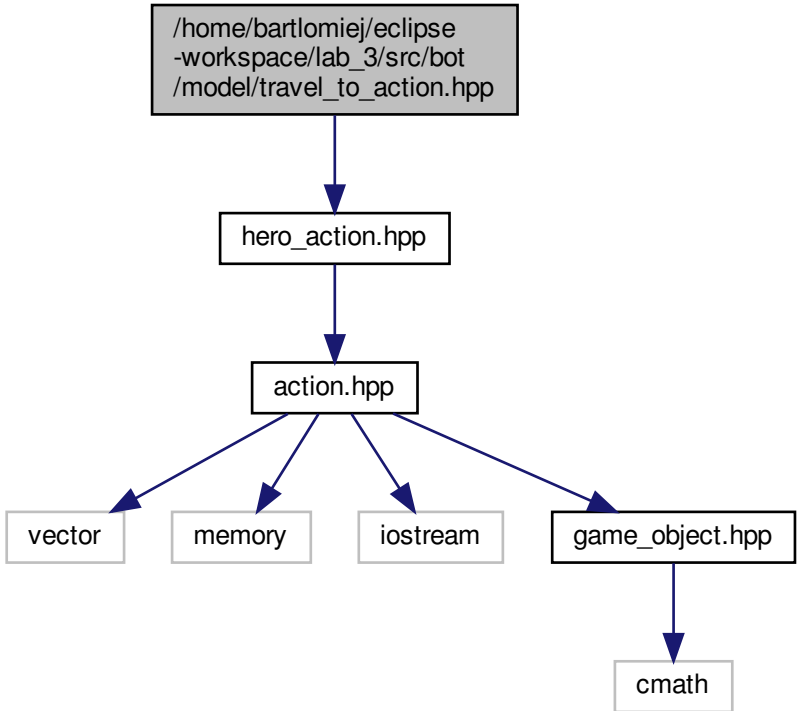 /home/bartlomiej/eclipse
-workspace/lab_3/src/bot
/model/travel_to_action.hpp
hero_action.hpp
action.hpp
vector
memory
iostream
game_object.hpp
cmath